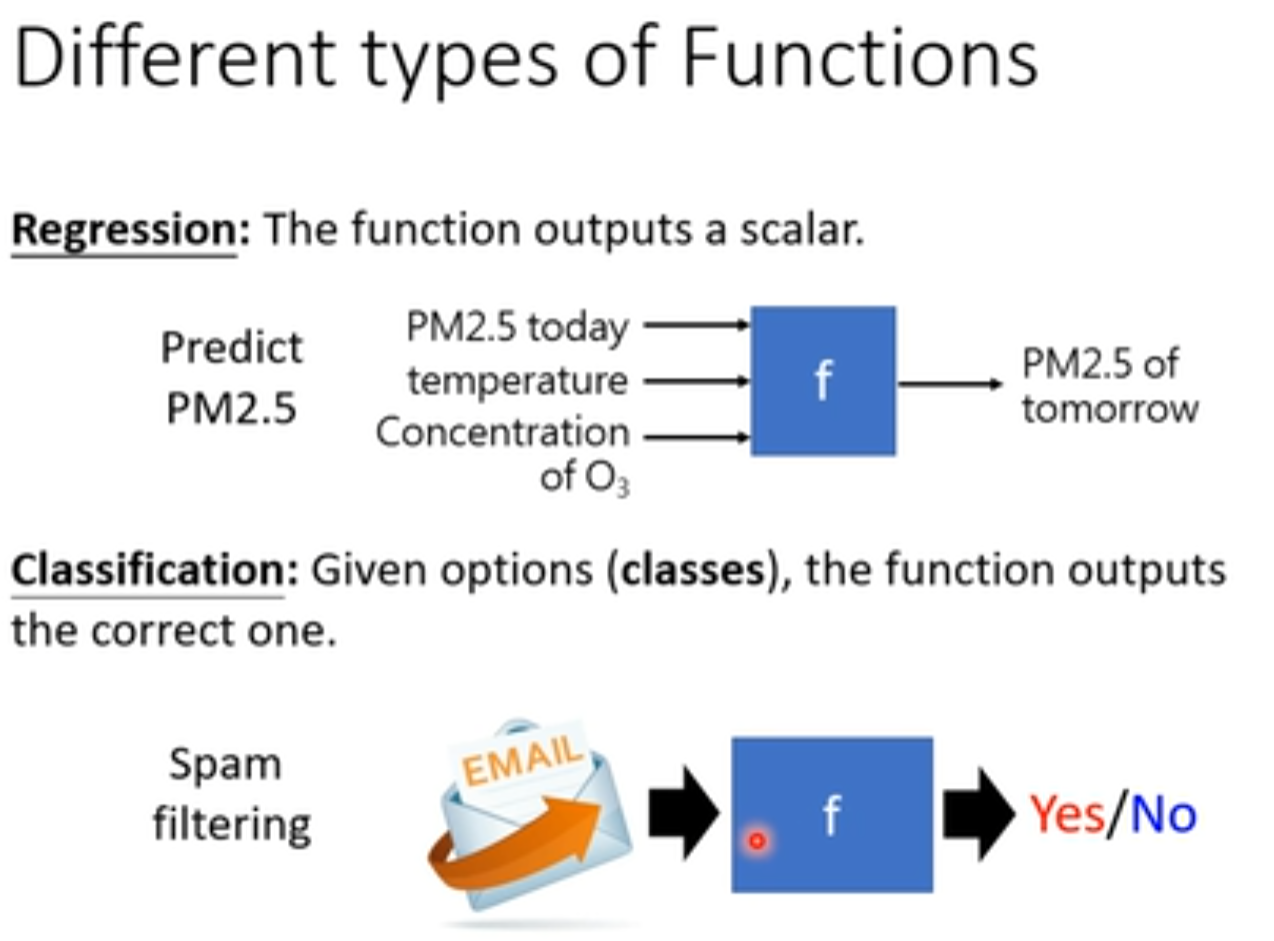 Different types of Functions
Regression: The function outputs a scalar.
Predict
PM2.5
PM2.5 today
temperature
Concentration
of O₃
f
PM2.5 of
tomorrow
Classification: Given options (classes), the function outputs
the correct one.
Spam
filtering
EMAIL
f
Yes/No